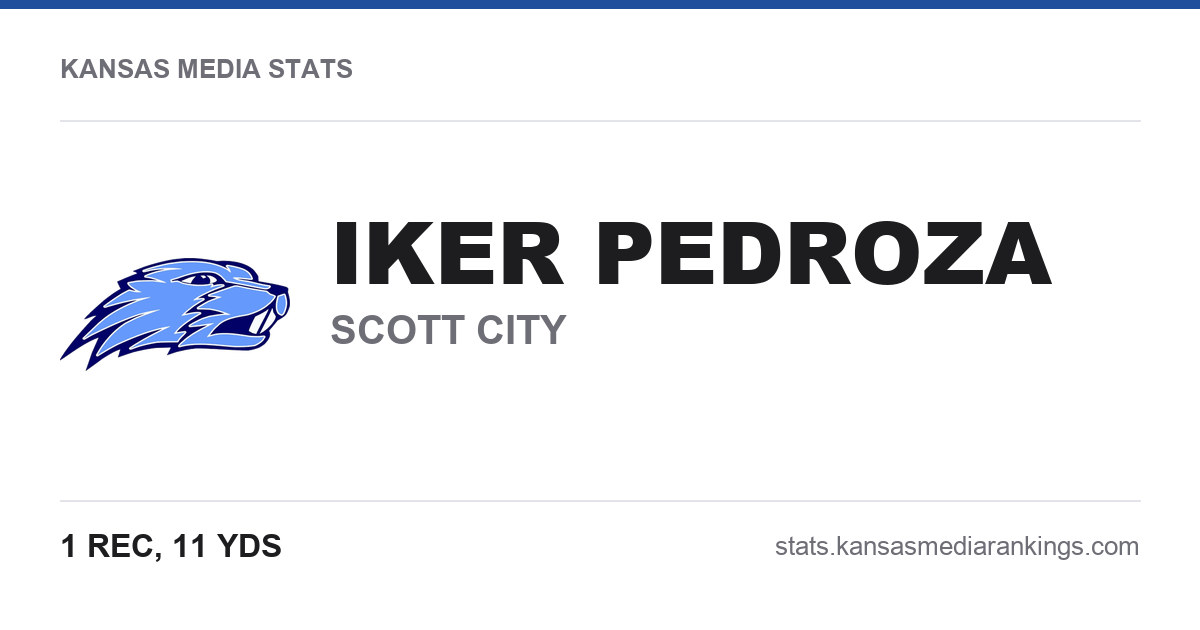 KANSAS MEDIA STATS
IKER PEDROZA
SCOTT CITY
1 REC, 11 YDS
stats.kansasmediarankings.com